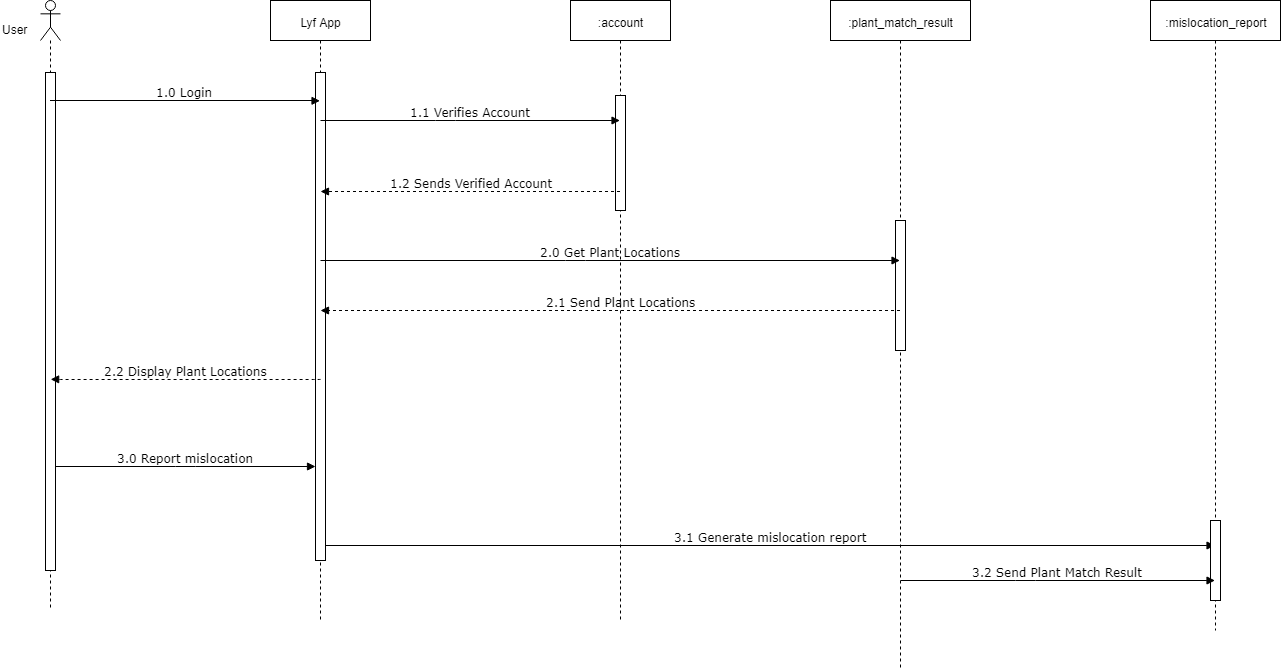 User
Lyf App
:account
:plant_match_result
:mislocation_report
1.0 Login
1.1 Verifies Account
1.2 Sends Verified Account
2.0 Get Plant Locations
2.1 Send Plant Locations
2.2 Display Plant Locations
3.0 Report mislocation
3.1 Generate mislocation report
3.2 Send Plant Match Result